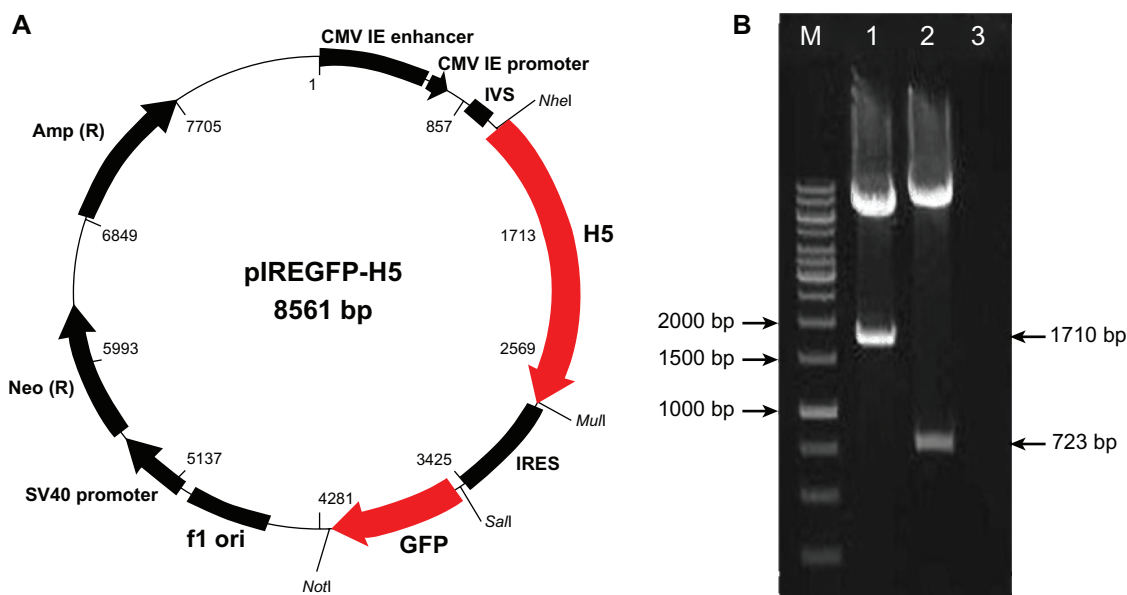 A
CMV IE enhancer
CMV IE promoter
IVS
NheI
1
857
7705
Amp (R)
6849
1713
H5
pIREGFP-H5
8561 bp
5993
Neo (R)
2569
MulI
IRES
3425
SalI
5137
SV40 promoter
4281
f1 ori
GFP
NotI
B
M 1 2 3
2000 bp
1710 bp
1500 bp
1000 bp
723 bp